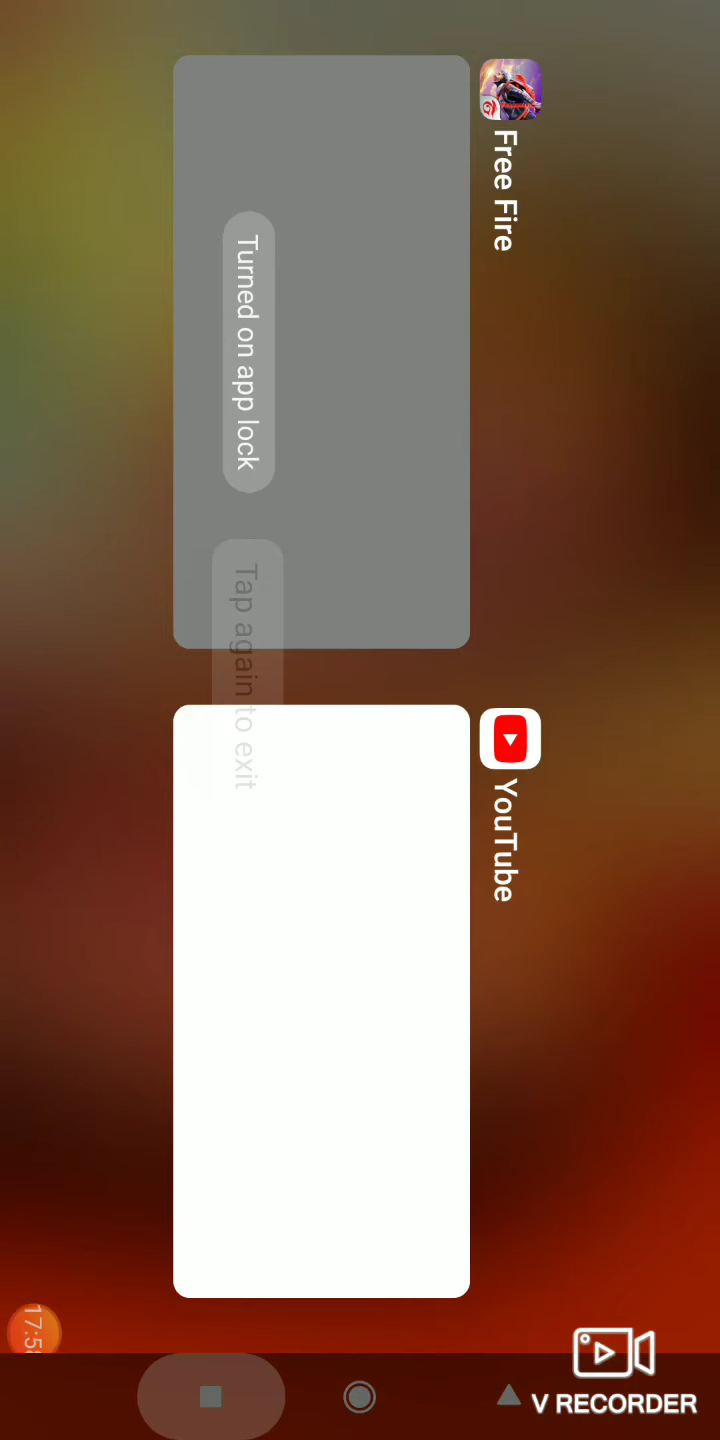 Free Fire
Turned on app lock
Tap again to exit
YouTube
V RECORDER